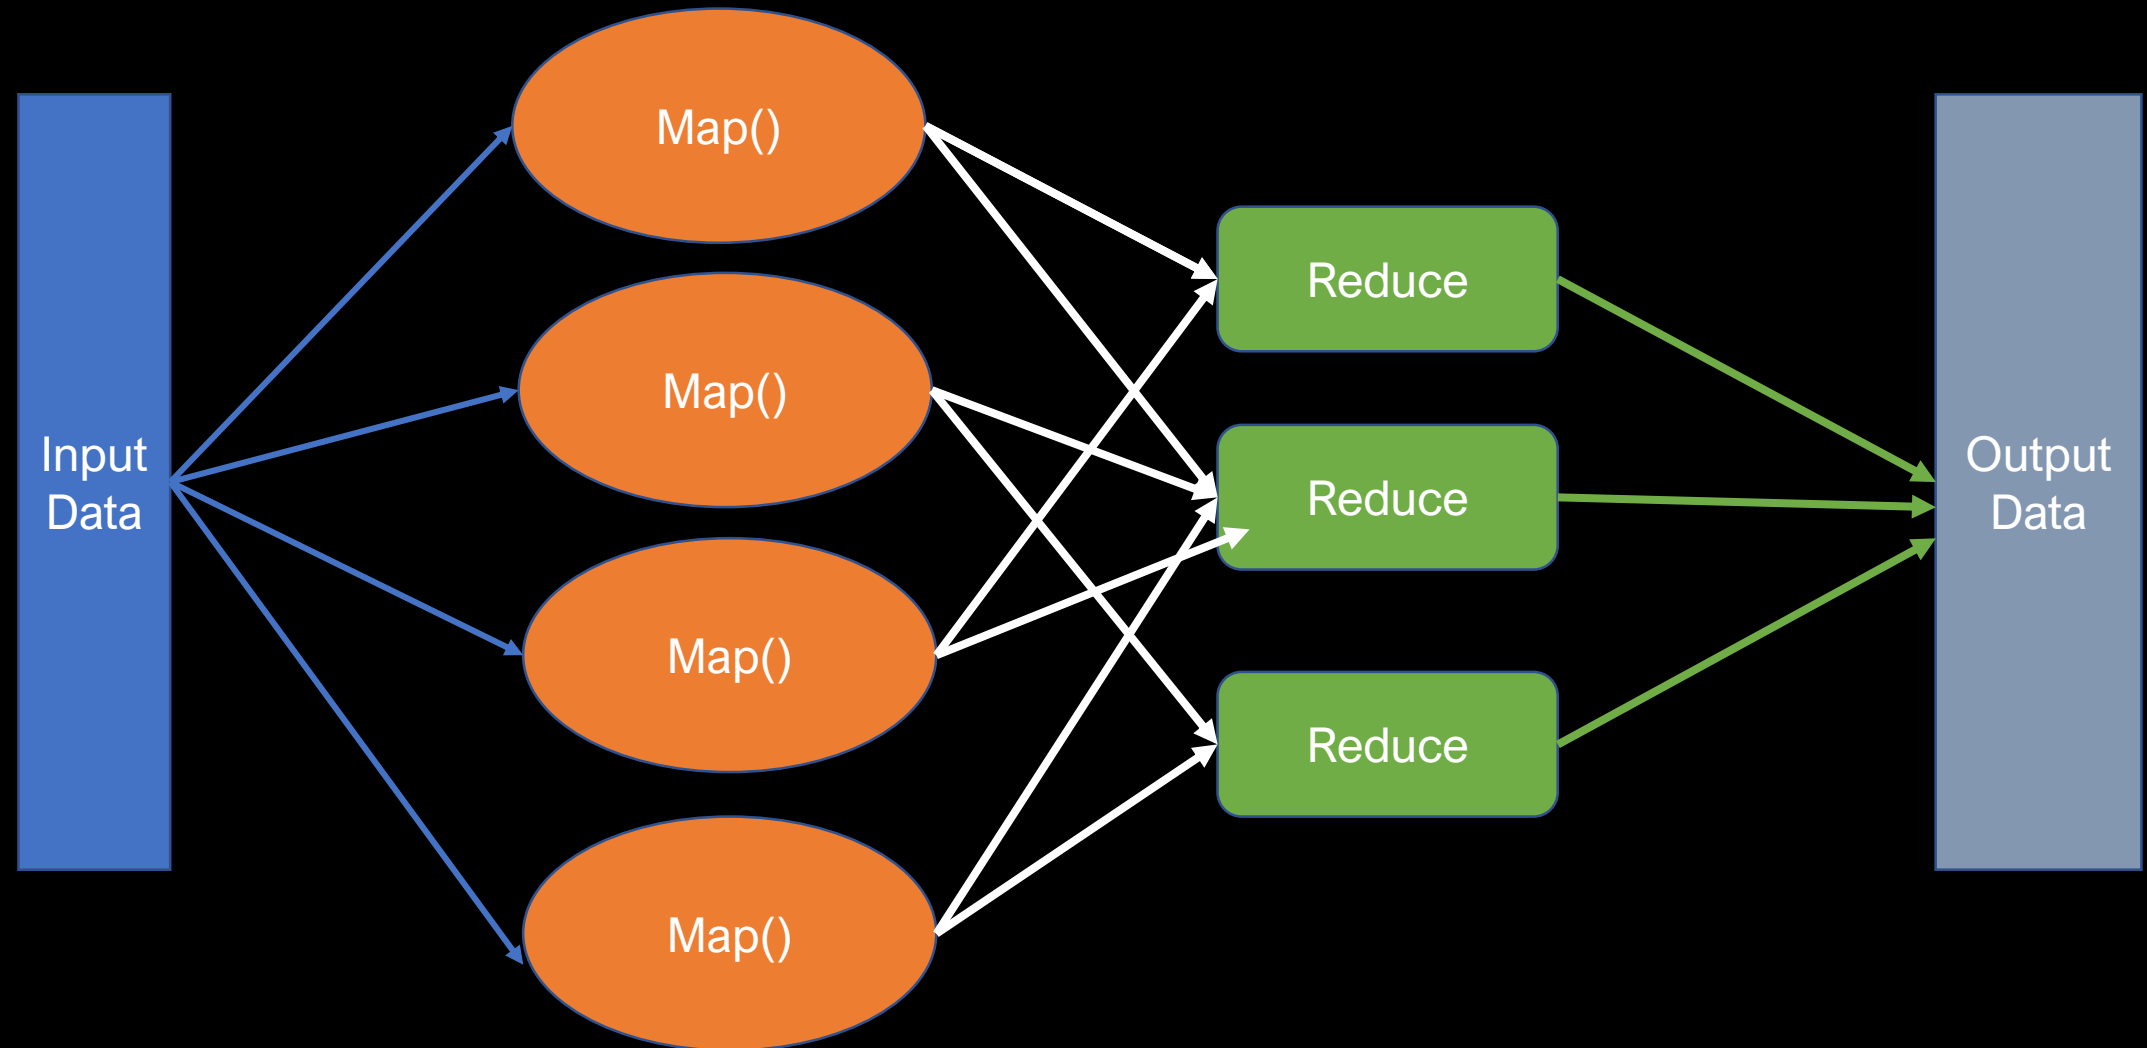 Input
Data
Map()
Map()
Map()
Map()
Reduce
Reduce
Reduce
Output
Data